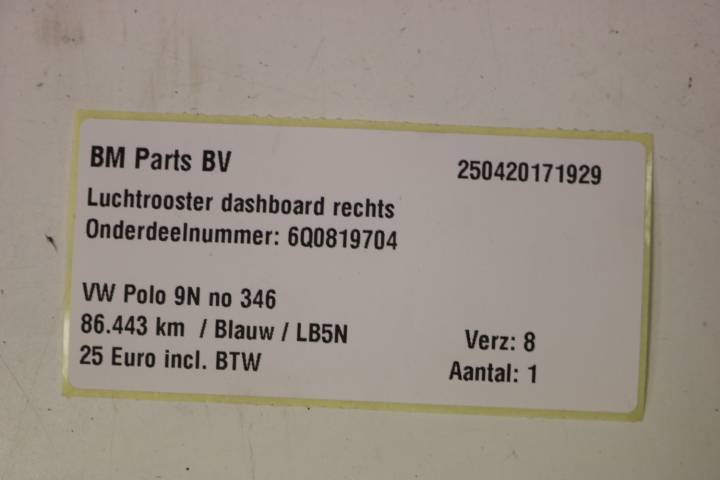 BM Parts BV 250420171929
Luchtrooster dashboard rechts
Onderdeelnummer: 6Q0819704
VW Polo 9N no 346
86.443 km / Blauw / LB5N Verz: 8
25 Euro incl. BTW Aantal: 1